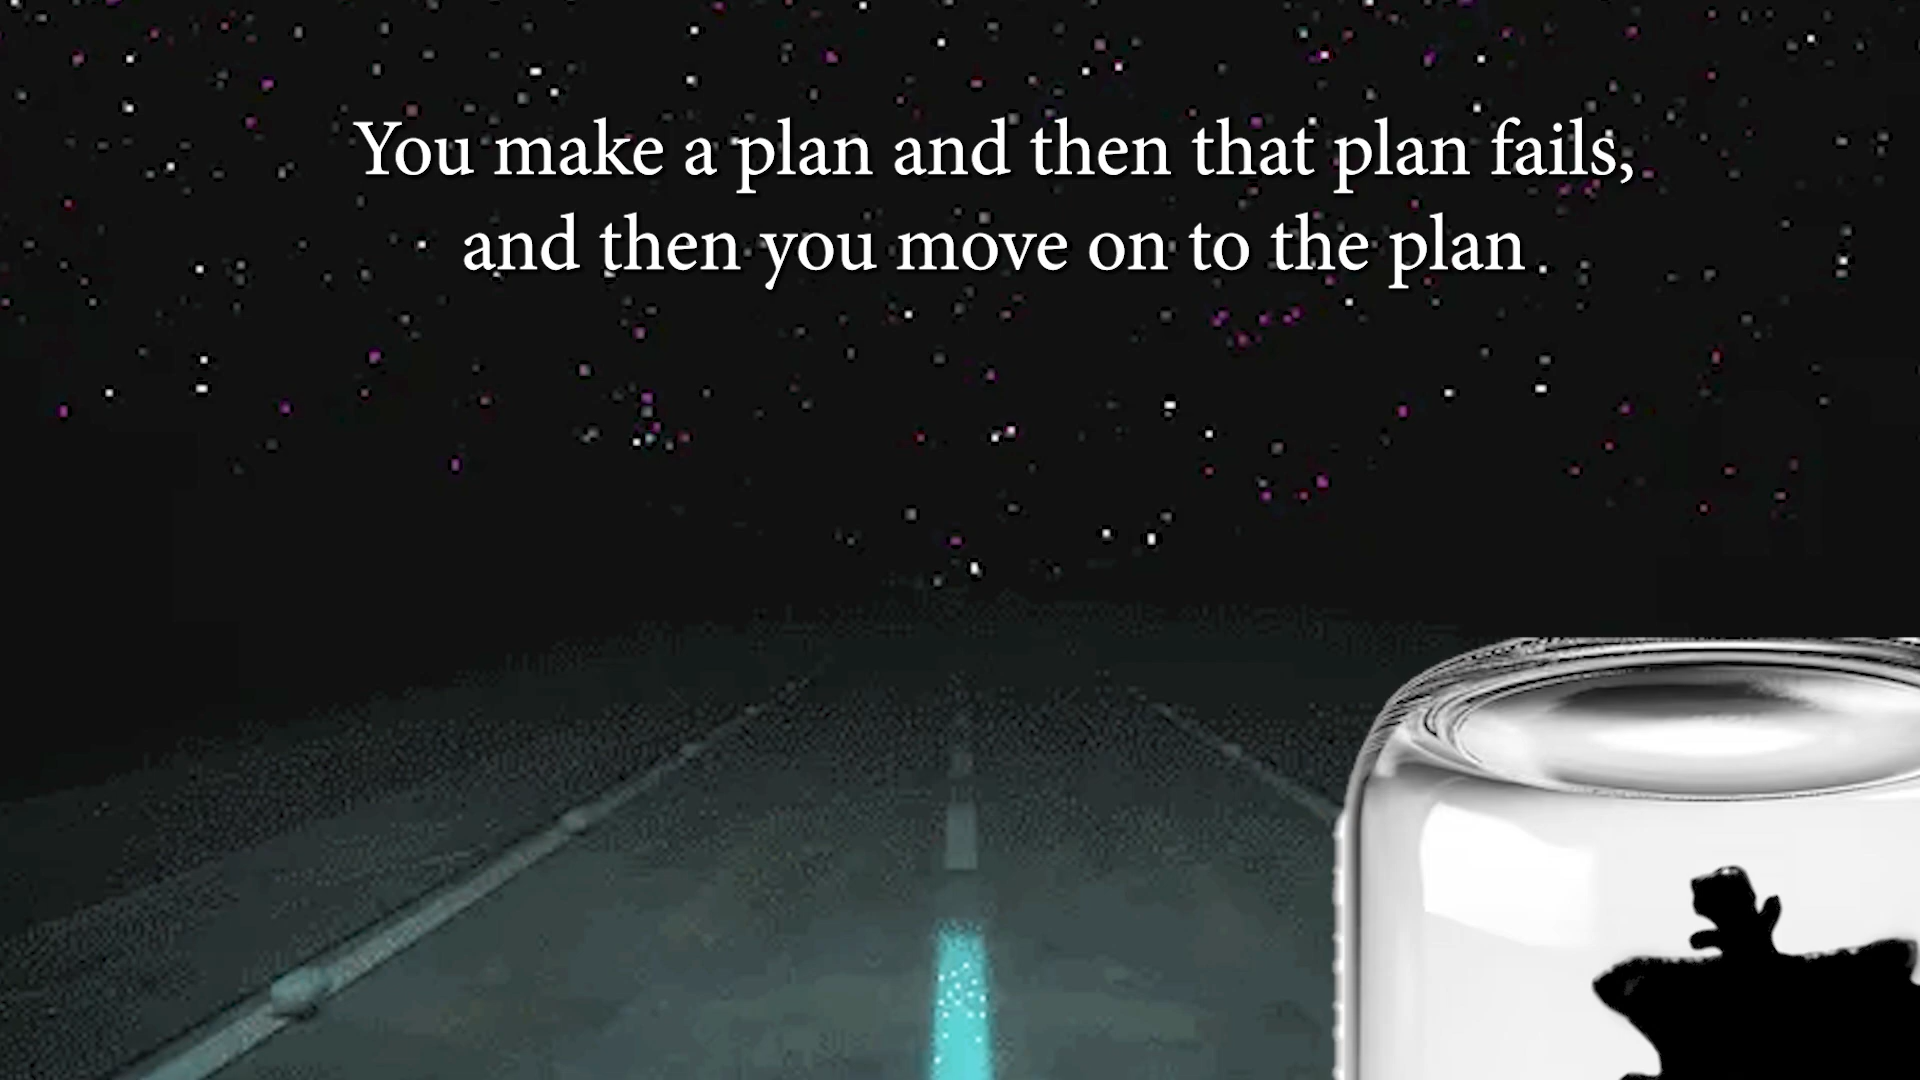 You make a plan and then that plan fails,
and then you move on to the plan